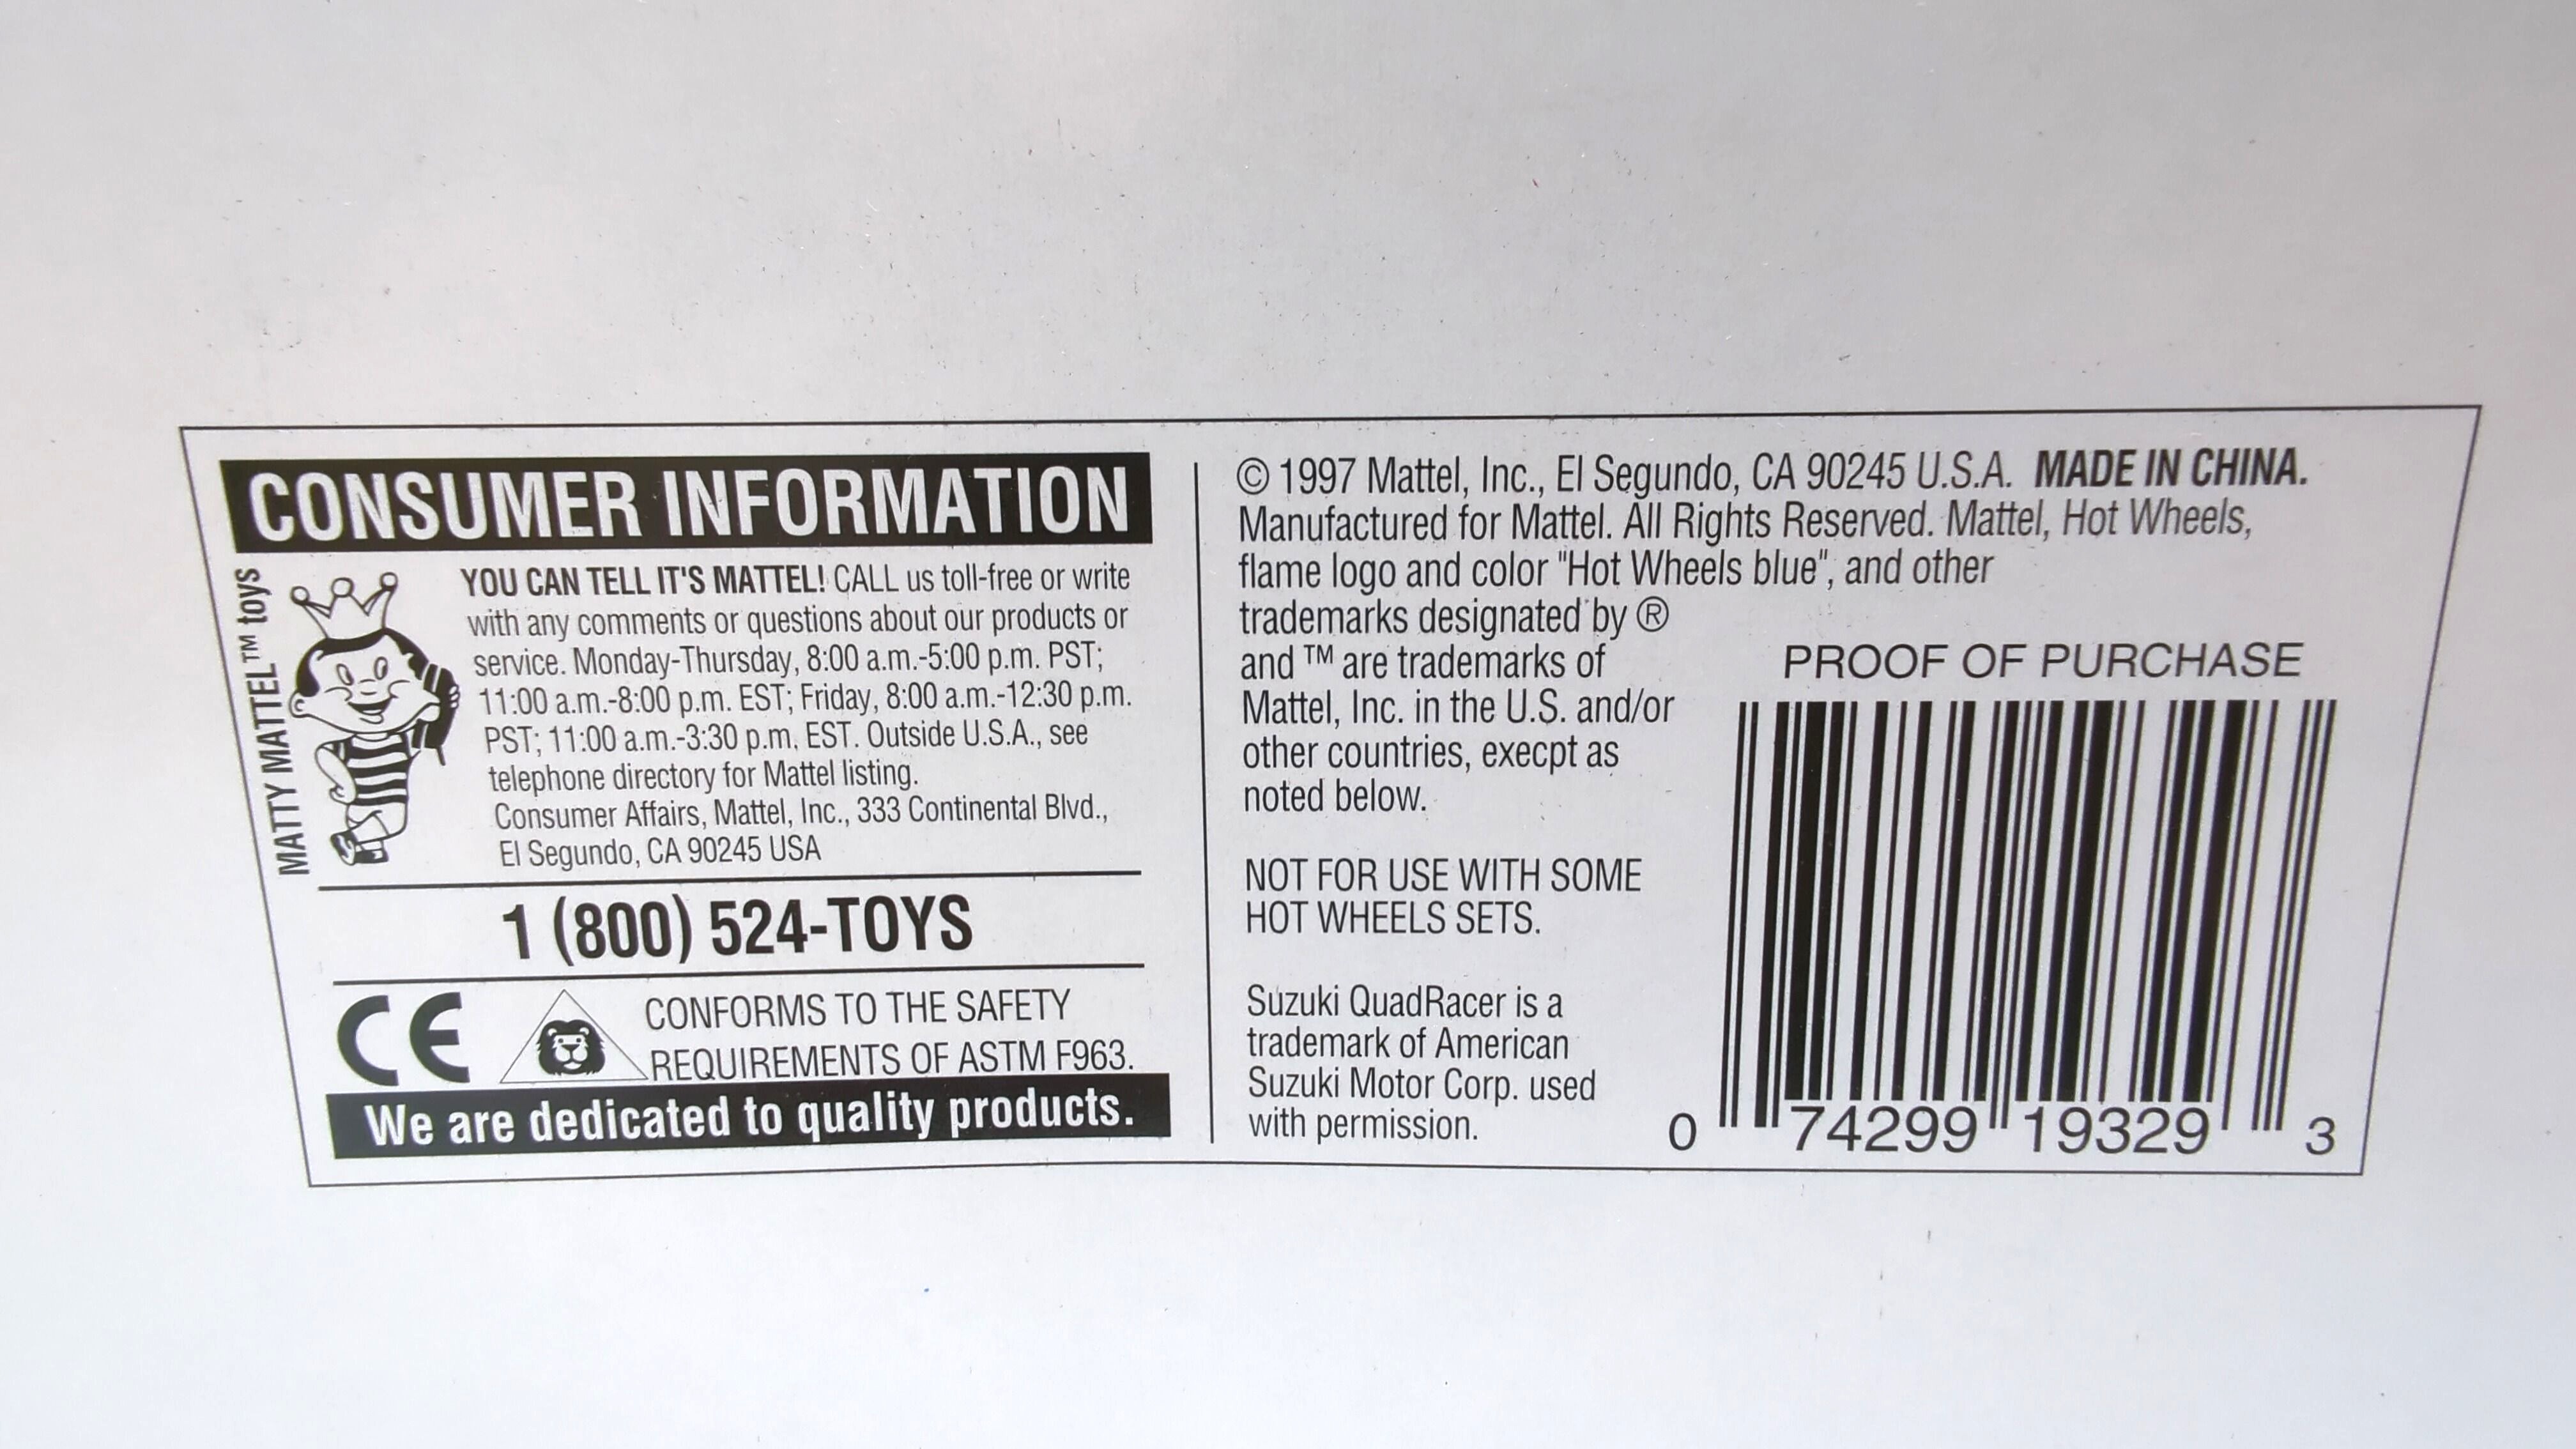 CONSUMER INFORMATION
MATTY MATTEL™ toys
YOU CAN TELL IT'S MATTEL! CALL us toll-free or write
with any comments or questions about our products or
service. Monday-Thursday, 8:00 a.m.-5:00 p.m. PST;
11:00 a.m.-8:00 p.m. EST; Friday, 8:00 a.m.-12:30 p.m.
PST; 11:00 a.m.-3:30 p.m. EST. Outside U.S.A., see
telephone directory for Mattel listing.
Consumer Affairs, Mattel, Inc., 333 Continental Blvd.,
El Segundo, CA 90245 USA
1 (800) 524-TOYS
CE
CONFORMS TO THE SAFETY
REQUIREMENTS OF ASTM F963.
We are dedicated to quality products.
© 1997 Mattel, Inc., El Segundo, CA 90245 U.S.A. MADE IN CHINA.
Manufactured for Mattel. All Rights Reserved. Mattel, Hot Wheels,
flame logo and color "Hot Wheels blue", and other
trademarks designated by ®
and ™ are trademarks of
Mattel, Inc. in the U.S. and/or
other countries, execpt as
noted below.
NOT FOR USE WITH SOME
HOT WHEELS SETS.
Suzuki QuadRacer is a
trademark of American
Suzuki Motor Corp. used
with permission.
PROOF OF PURCHASE
0 74299 19329 3